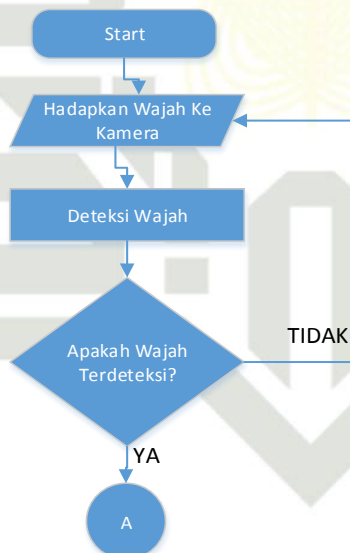 Start
Hadapkan Wajah Ke
Kamera
Deteksi Wajah
Apakah Wajah
Terdeteksi?
TIDAK
YA
A